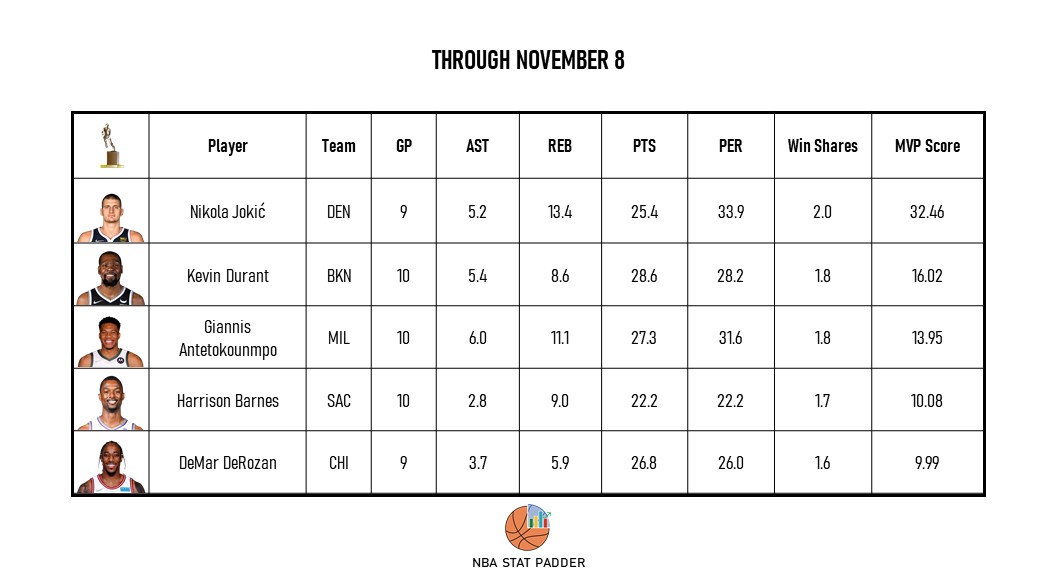 THROUGH NOVEMBER 8
Player Team GP AST REB PTS PER Win Shares MVP Score
Nikola Jokić DEN 9 5.2 13.4 25.4 33.9 2.0 32.46
Kevin Durant BKN 10 5.4 8.6 28.6 28.2 1.8 16.02
Giannis
Antetokounmpo MIL 10 6.0 11.1 27.3 31.6 1.8 13.95
Harrison Barnes SAC 10 2.8 9.0 22.2 22.2 1.7 10.08
DeMar DeRozan CHI 9 3.7 5.9 26.8 26.0 1.6 9.99
NBA STAT PADDER